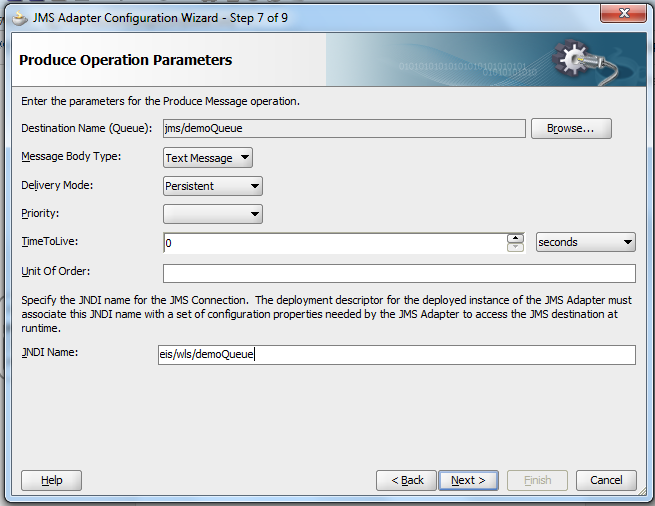 JMS Adapter Configuration Wizard - Step 7 of 9
Produce Operation Parameters
Enter the parameters for the Produce Message operation.
Destination Name (Queue): jms/demoQueue Browse...
Message Body Type: Text Message
Delivery Mode: Persistent
Priority:
TimeToLive: 0 seconds
Unit Of Order:
Specify the JNDI name for the JMS Connection. The deployment descriptor for the deployed instance of the JMS Adapter must
associate this JNDI name with a set of configuration properties needed by the JMS Adapter to access the JMS destination at
runtime.
JNDI Name: eis/wls/demoQueue
Help < Back Next > Finish Cancel